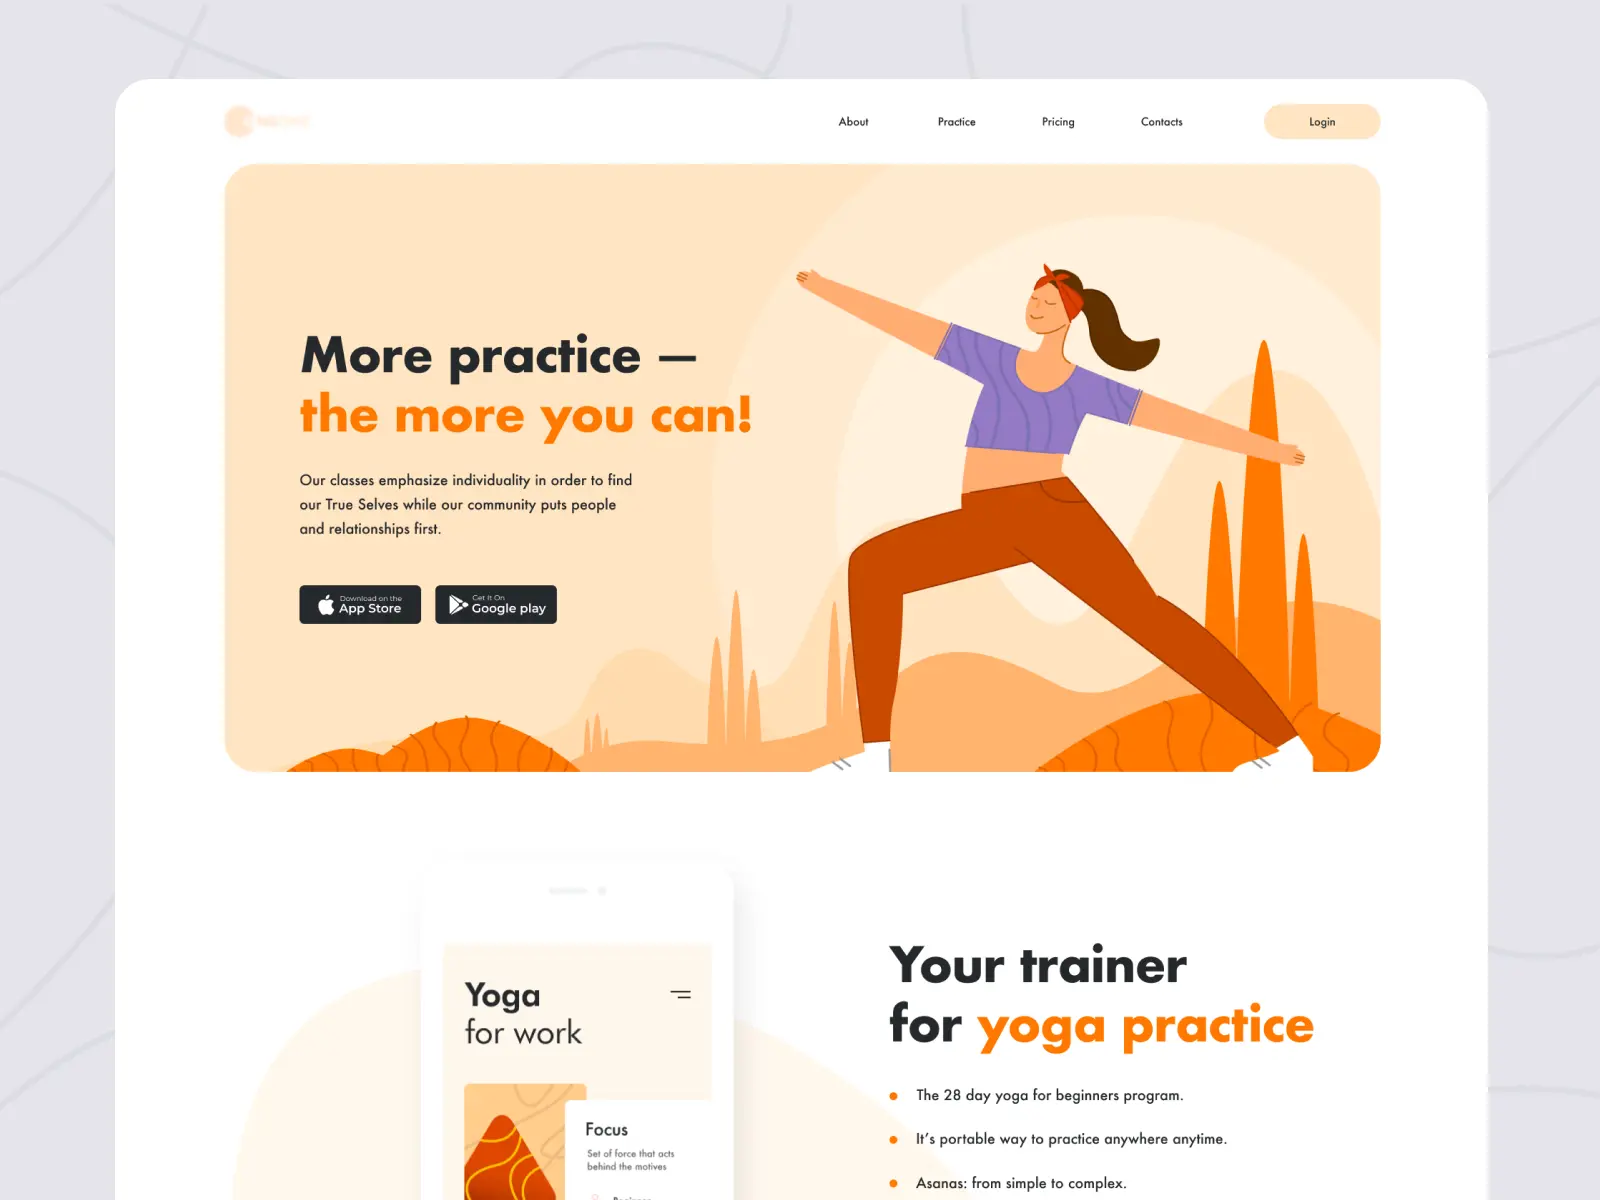 About
Practice
Pricing
Contacts
Login
More practice —
the more you can!
Our classes emphasize individuality in order to find
our True Selves while our community puts people
and relationships first.
Download on the
App Store
Get It On
Google play
Yoga
for work
Focus
Set of force that acts
behind the motives
Your trainer
for yoga practice
The 28 day yoga for beginners program.
It's portable way to practice anywhere anytime.
Asanas: from simple to complex.